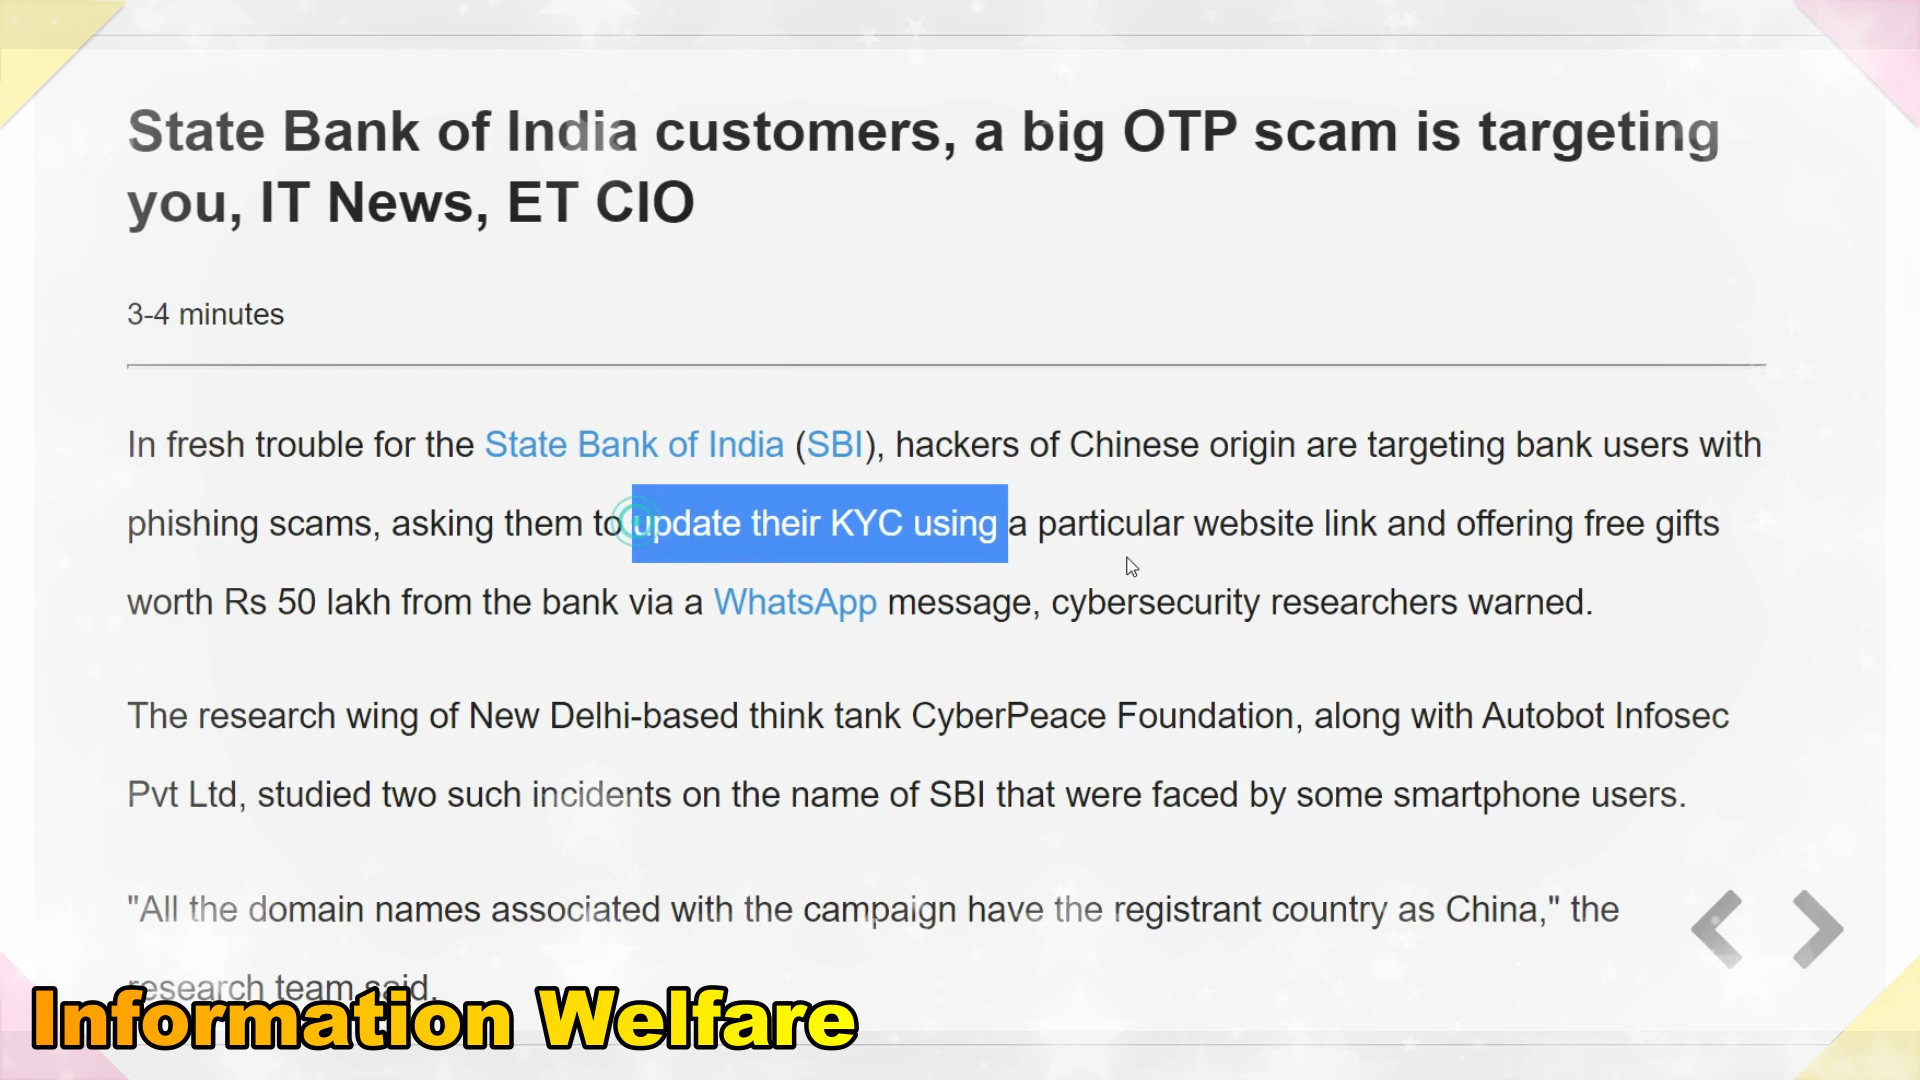 State Bank of India customers, a big OTP scam is targeting
you, IT News, ET CIO
3-4 minutes
In fresh trouble for the State Bank of India (SBI), hackers of Chinese origin are targeting bank users with
phishing scams, asking them to update their KYC using a particular website link and offering free gifts
worth Rs 50 lakh from the bank via a WhatsApp message, cybersecurity researchers warned.
The research wing of New Delhi-based think tank CyberPeace Foundation, along with Autobot Infosec
Pvt Ltd, studied two such incidents on the name of SBI that were faced by some smartphone users.
"All the domain names associated with the campaign have the registrant country as China," the
research team said.
Information Welfare